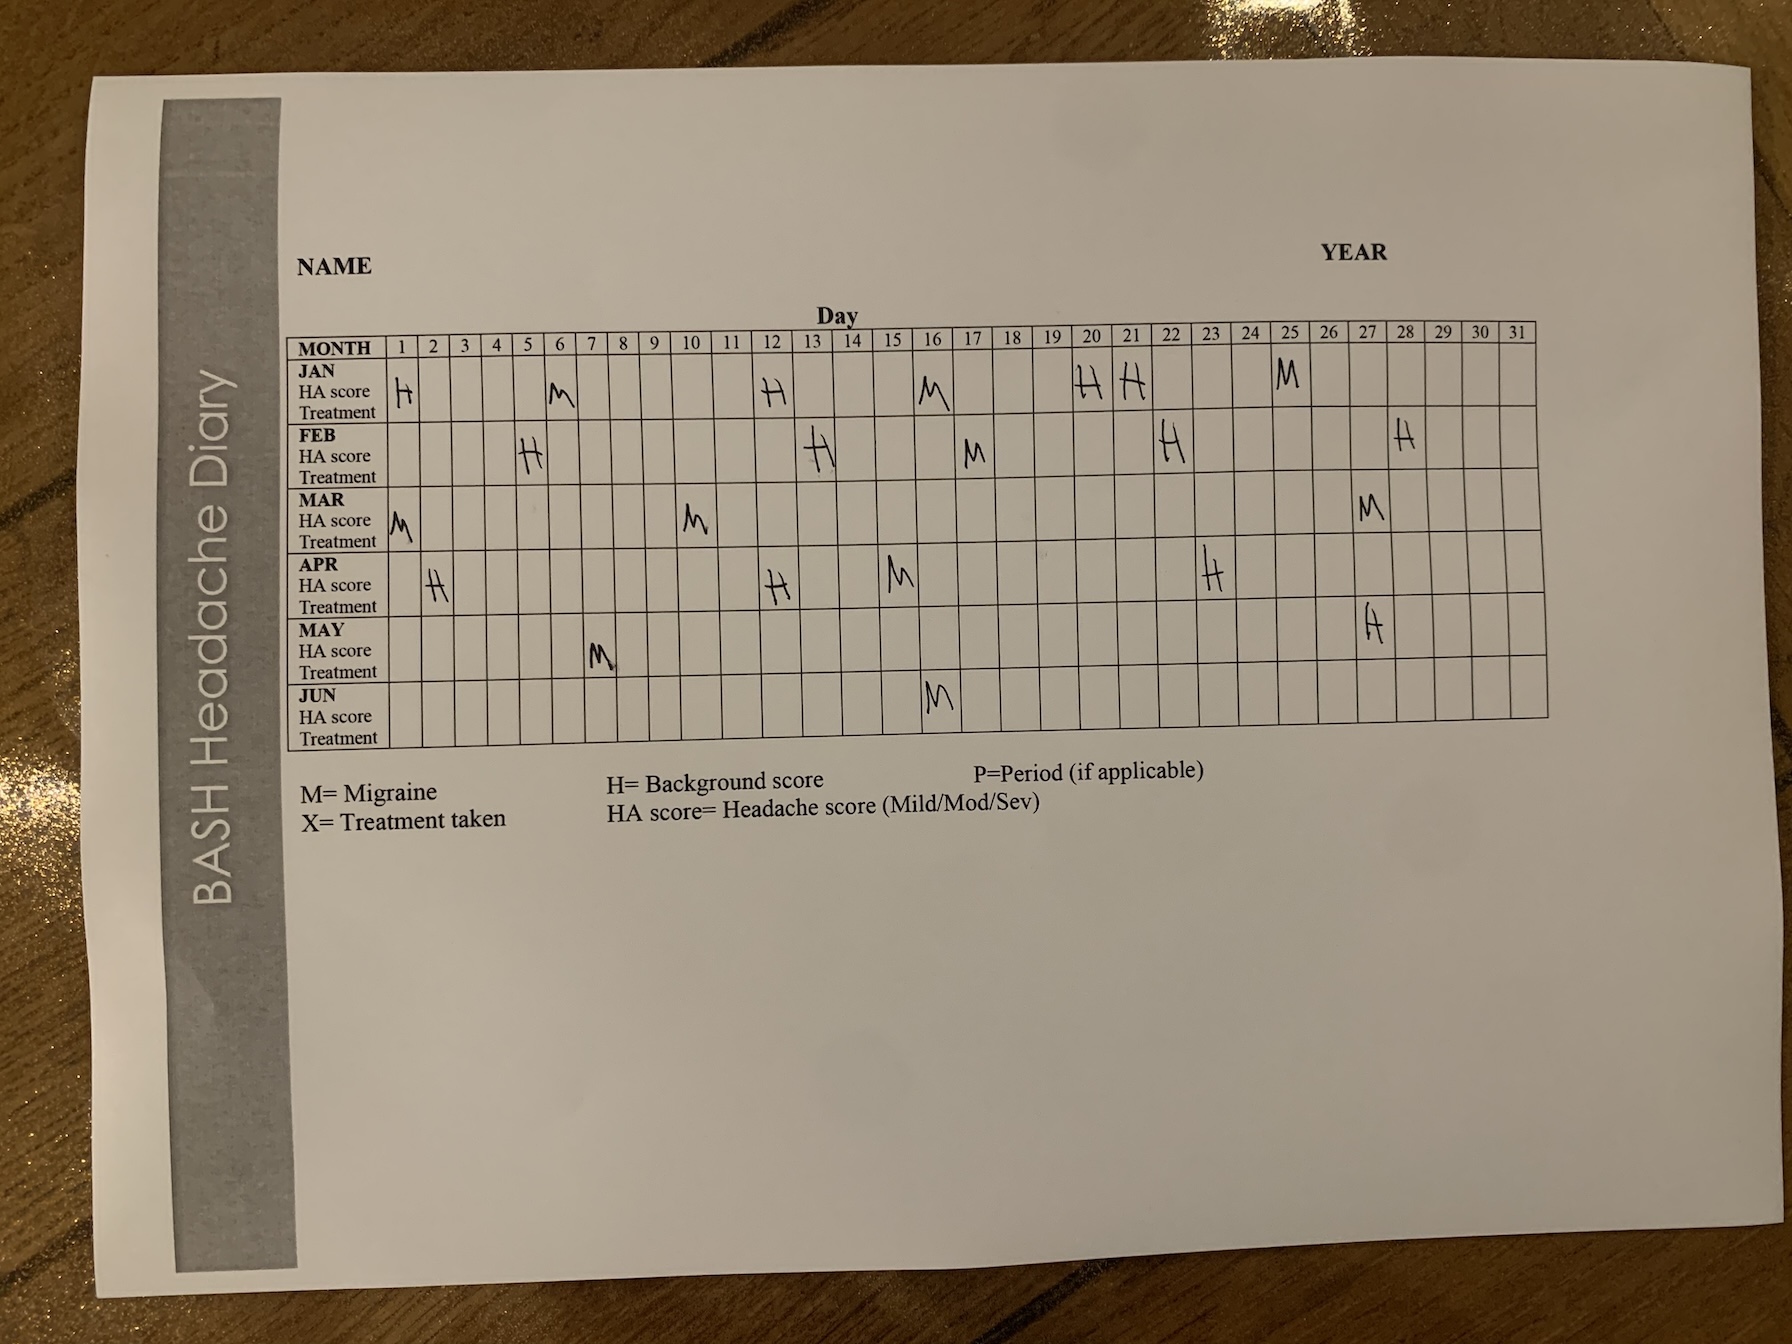 BASH Headache Diary
NAME YEAR
Day
MONTH 1 2 3 4 5 6 7 8 9 10 11 12 13 14 15 16 17 18 19 20 21 22 23 24 25 26 27 28 29 30 31
JAN
HA score H M H M H H M
Treatment
FEB
HA score H H M H H
Treatment
MAR
HA score M M M
Treatment
APR
HA score H H M H
Treatment
MAY
HA score M H
Treatment
JUN
HA score M
Treatment
M= Migraine H= Background score P=Period (if applicable)
X= Treatment taken HA score= Headache score (Mild/Mod/Sev)